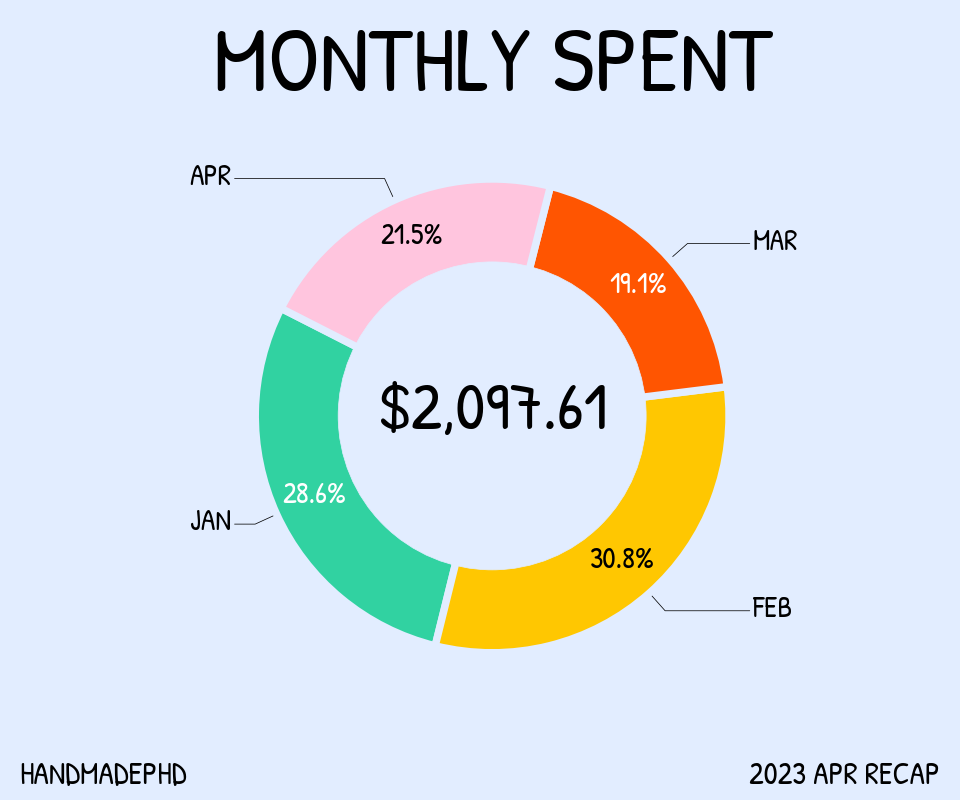 MONTHLY SPENT
APR
21.5%
MAR
19.1%
$2,097.61
28.6%
JAN
30.8%
FEB
HANDMADEPHD
2023 APR RECAP